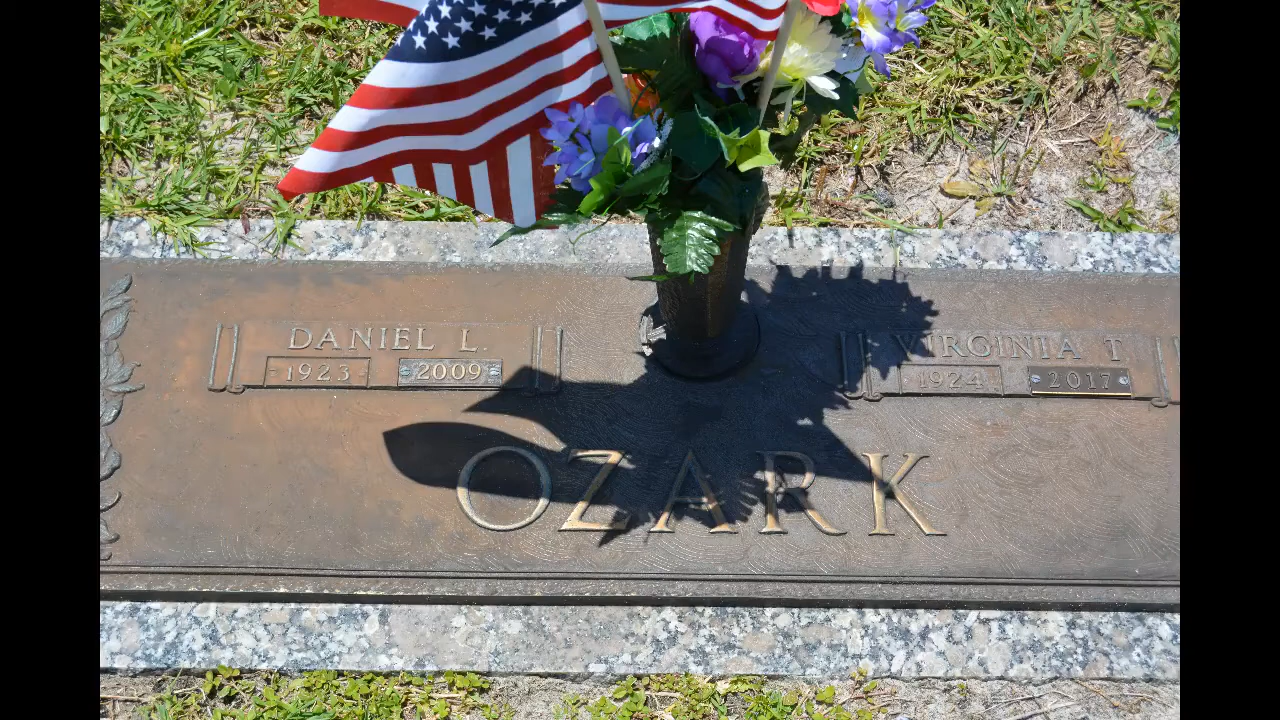 DANIEL L.
1923 2009
VIRGINIA T
1924 2017
OZARK